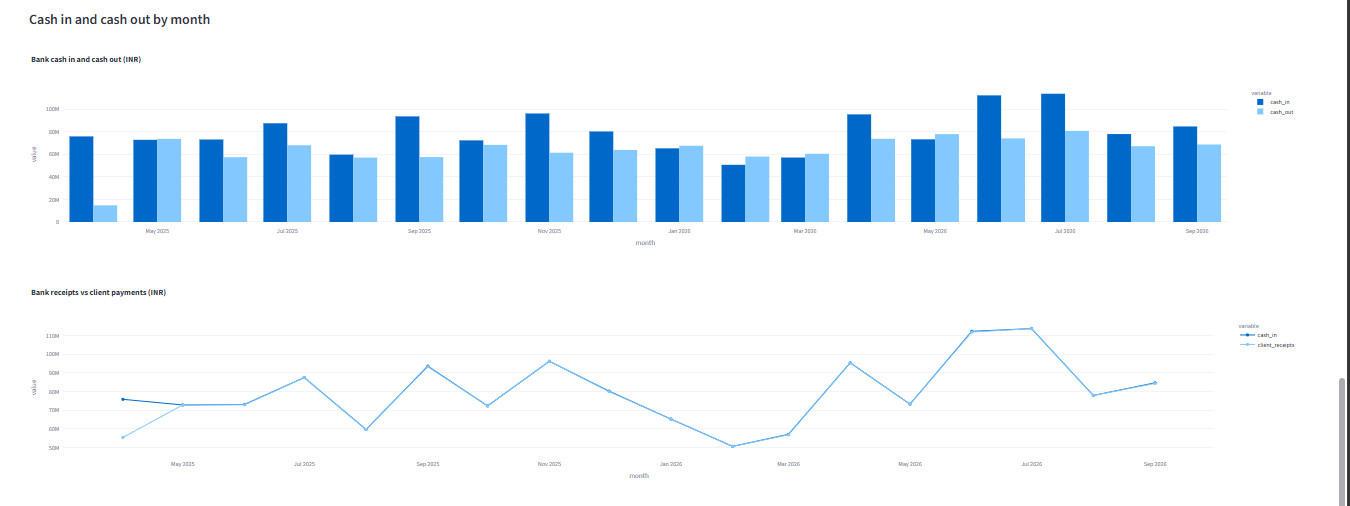 Cash in and cash out by month
Bank cash in and cash out (INR)
variable
cash_in
cash_out
100M
80M
60M
40M
20M
0
value
May 2025
Jul 2025
Sep 2025
Nov 2025
Jan 2026
Mar 2026
May 2026
Jul 2026
Sep 2026
month
Bank receipts vs client payments (INR)
variable
cash_in
client_receipts
110M
100M
90M
80M
70M
60M
50M
value
May 2025
Jul 2025
Sep 2025
Nov 2025
Jan 2026
Mar 2026
May 2026
Jul 2026
Sep 2026
month